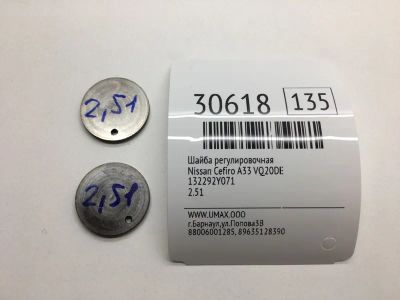 2,51
2,51
30618 135
Шайба регулировочная
Nissan Cefiro A33 VQ20DE
132292Y071
2.51
WWW.UMAX.OOO
г.Барнаул,ул.Попова3В
88006001285, 89635128390